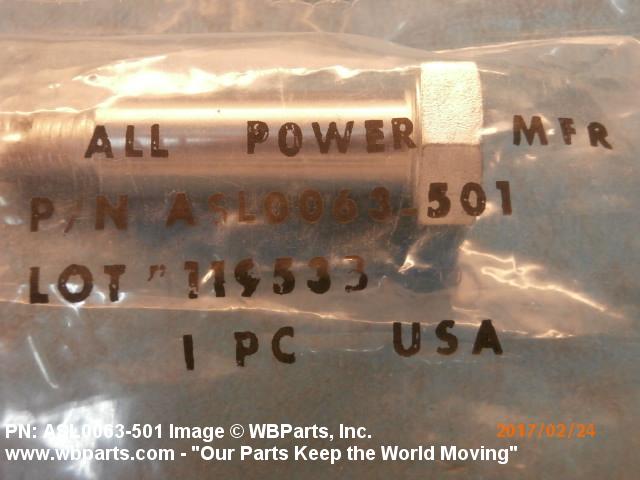 ALL POWER MFR
P/N ASL0063-501
LOT "119533
1 PC USA
PN: ASL0063-501 Image © WBParts, Inc.
2017/02/24
www.wbparts.com - "Our Parts Keep the World Moving"